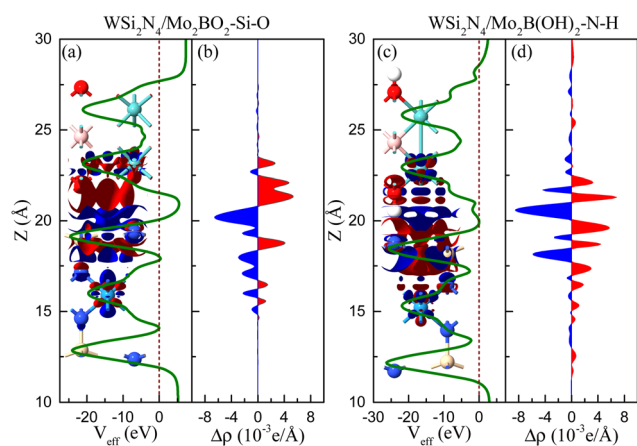 WSi₂N₄/Mo₂BO₂-Si-O
WSi₂N₄/Mo₂B(OH)₂-N-H
(a)
(b)
(c)
(d)
30
25
20
15
10
Z (Å)
30
25
20
15
10
Z (Å)
-20 -10 0
V_eff (eV)
-8 -4 0 4 8
Δρ (10⁻³e/Å)
-30 -20 -10 0
V_eff (eV)
-8 -4 0 4 8
Δρ (10⁻³e/Å)